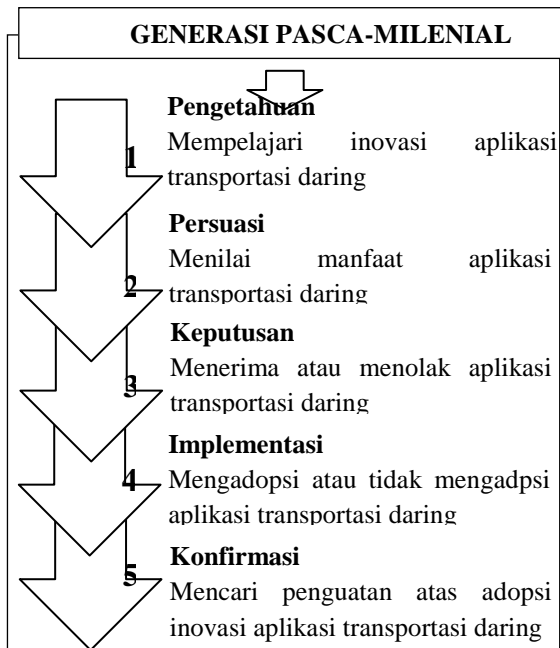 GENERASI PASCA-MILENIAL
Pengetahuan
1
Mempelajari inovasi aplikasi
transportasi daring
Persuasi
2
Menilai manfaat aplikasi
transportasi daring
Keputusan
3
Menerima atau menolak aplikasi
transportasi daring
Implementasi
4
Mengadopsi atau tidak mengadpsi
aplikasi transportasi daring
Konfirmasi
5
Mencari penguatan atas adopsi
inovasi aplikasi transportasi daring